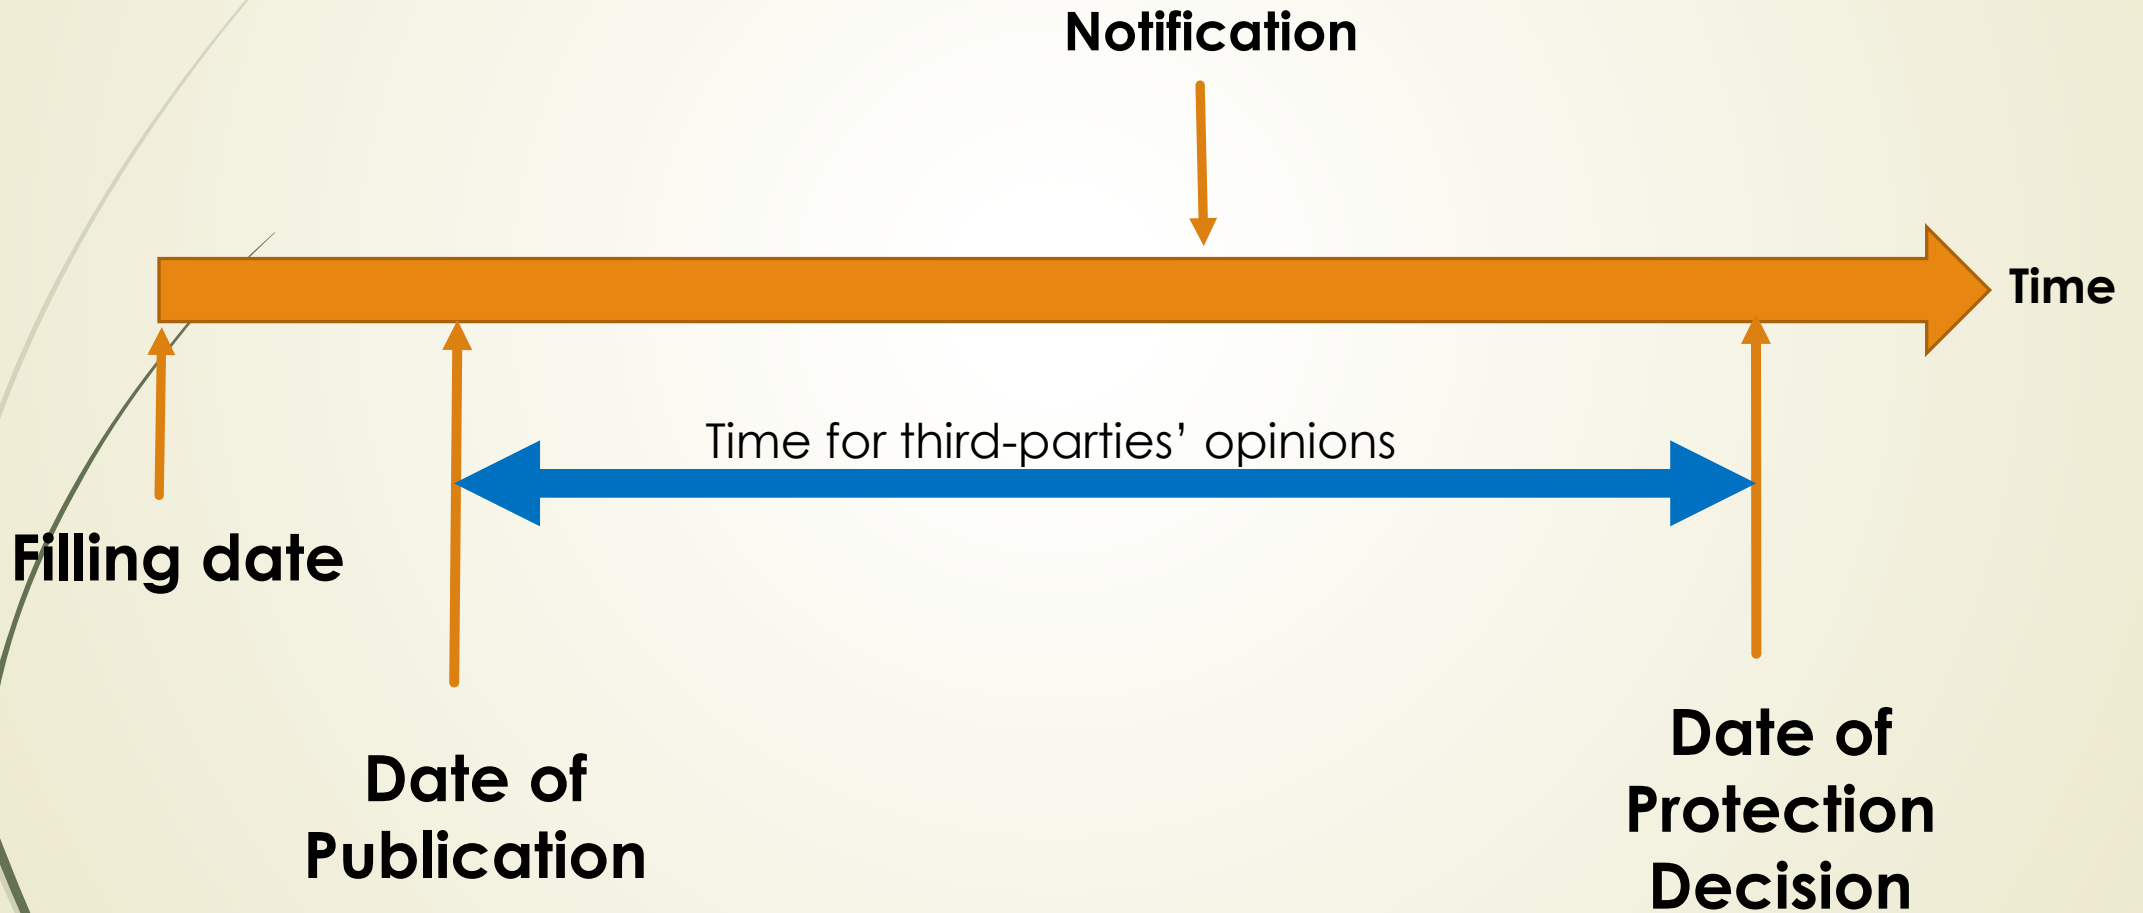 Notification
Time
Time for third-parties’ opinions
Filling date
Date of
Publication
Date of
Protection
Decision